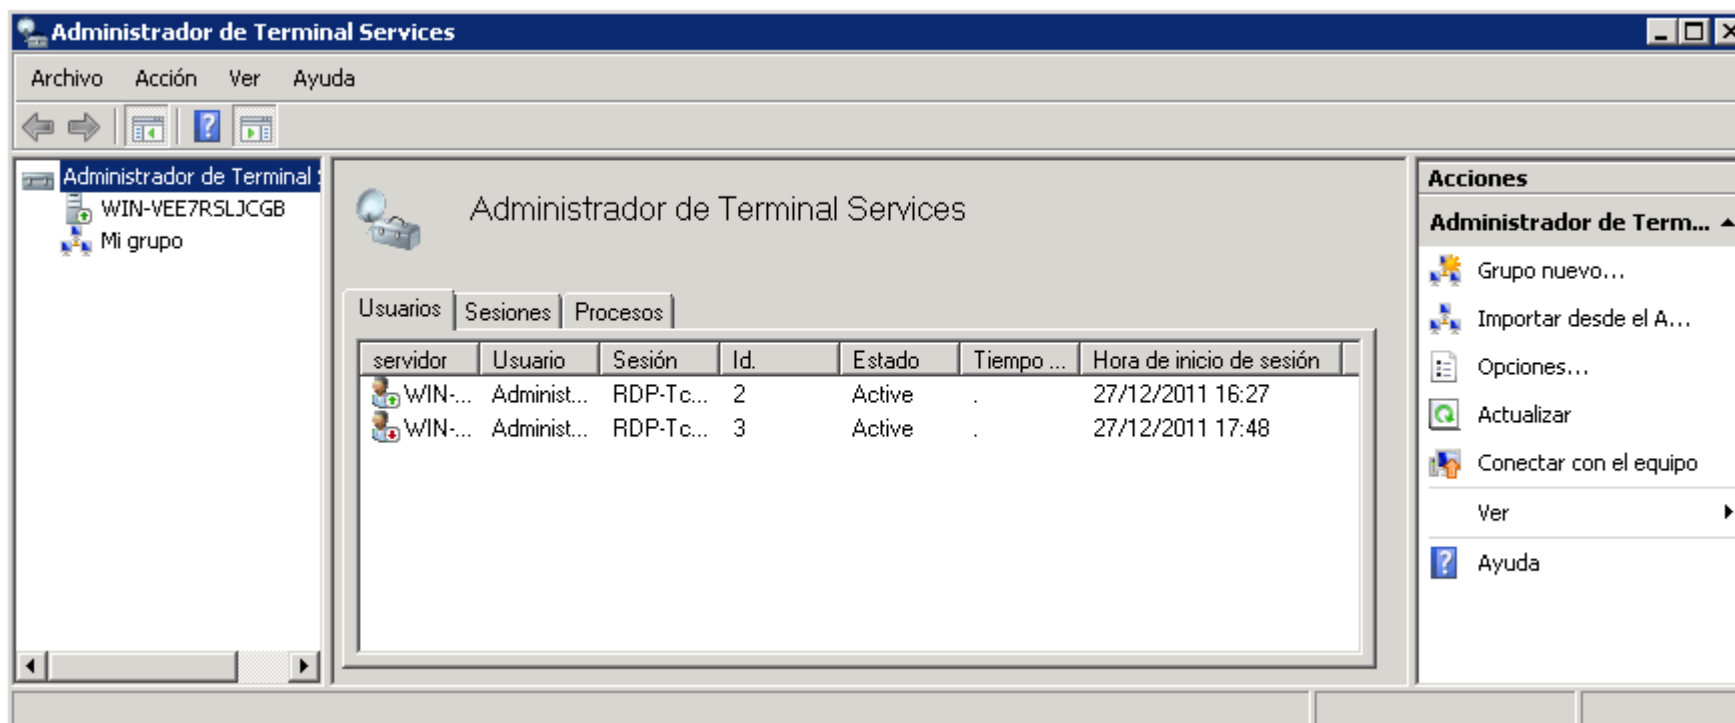 Administrador de Terminal Services
Archivo Acción Ver Ayuda
Administrador de Terminal
WIN-VEE7RSLJCGB
Mi grupo
Administrador de Terminal Services
Usuarios Sesiones Procesos
servidor Usuario Sesión Id. Estado Tiempo ... Hora de inicio de sesión
WIN-... Administ... RDP-Tc... 2 Active . 27/12/2011 16:27
WIN-... Administ... RDP-Tc... 3 Active . 27/12/2011 17:48
Acciones
Administrador de Term...
Grupo nuevo...
Importar desde el A...
Opciones...
Actualizar
Conectar con el equipo
Ver
Ayuda